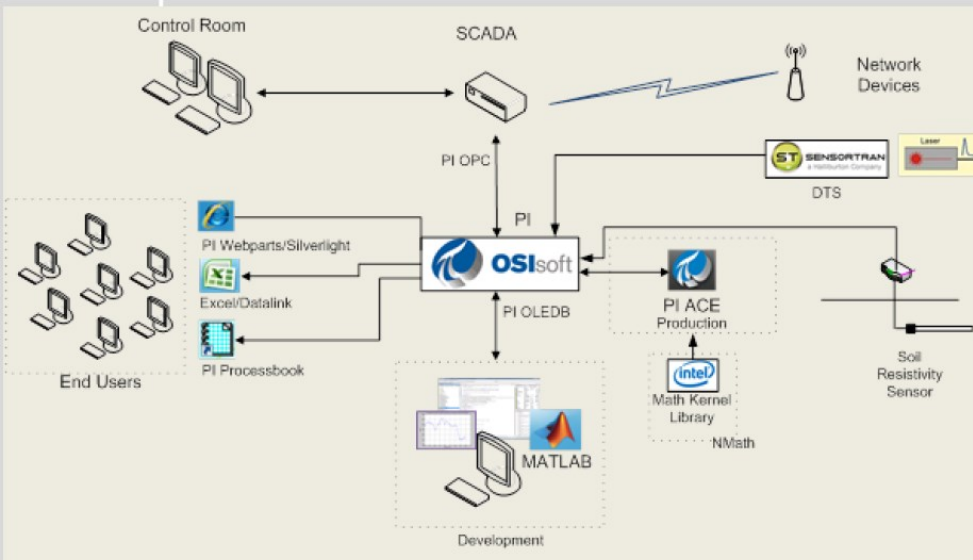 Control Room
SCADA
Network
Devices
PI OPC
ST SENSORTRAN
a Halliburton Company
Laser
DTS
PI
PI Webparts/Silverlight
OSIsoft
Excel/Datalink
PI OLEDB
PI ACE
Production
PI Processbook
End Users
intel
Math Kernel
Library
NMath
Soil
Resistivity
Sensor
MATLAB
Development